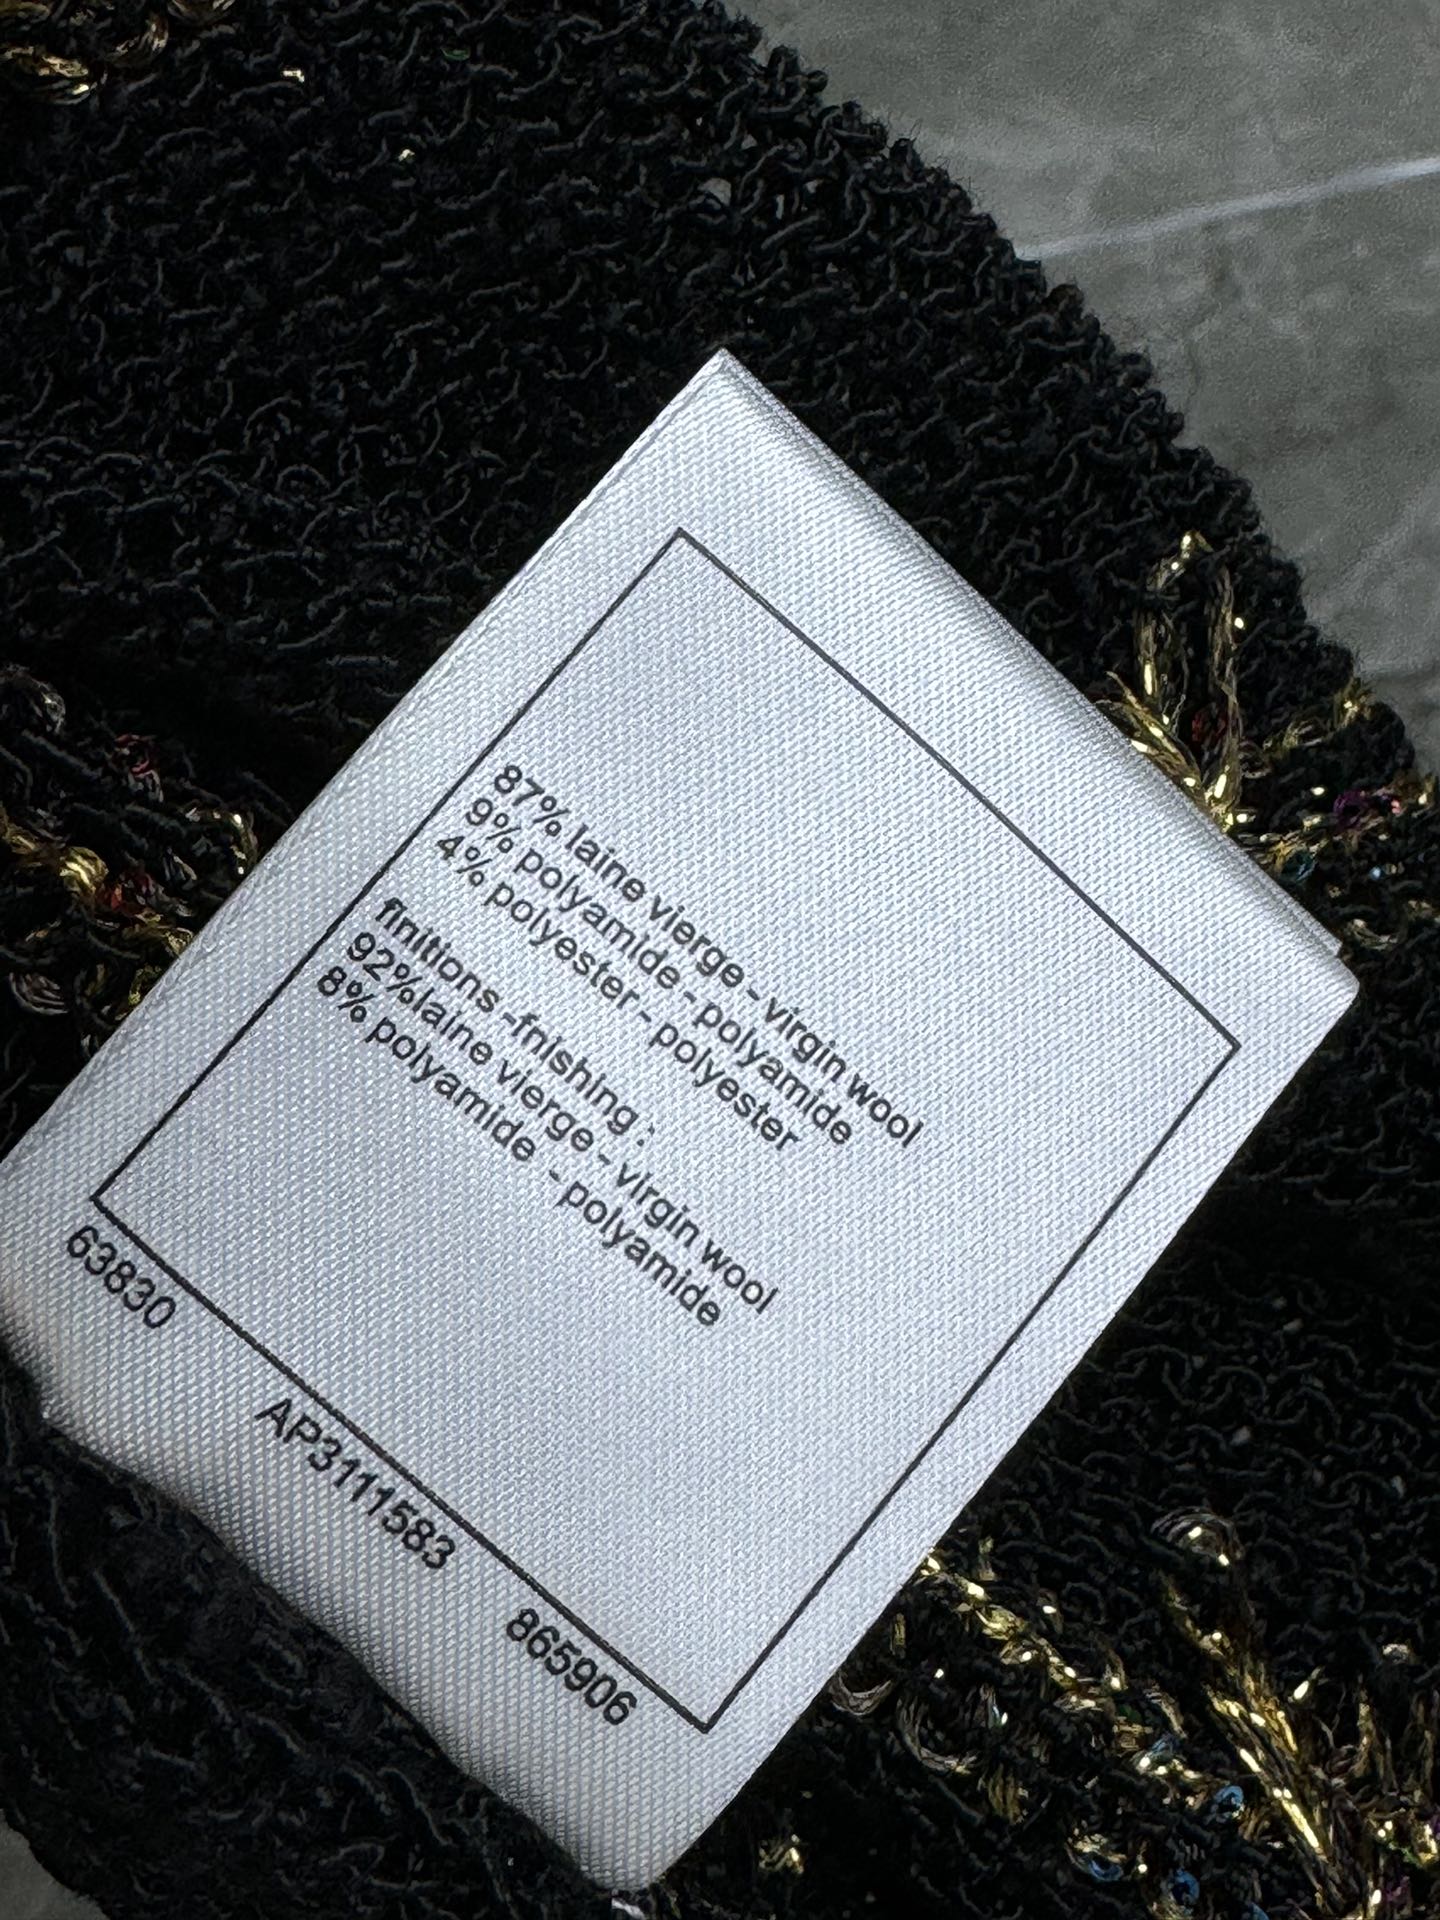 87% laine vierge - virgin wool
9% polyamide - polyamide
4% polyester - polyester
finitions -fnishing :
92%laine vierge - virgin wool
8% polyamide - polyamide
63830 AP3111583 865906